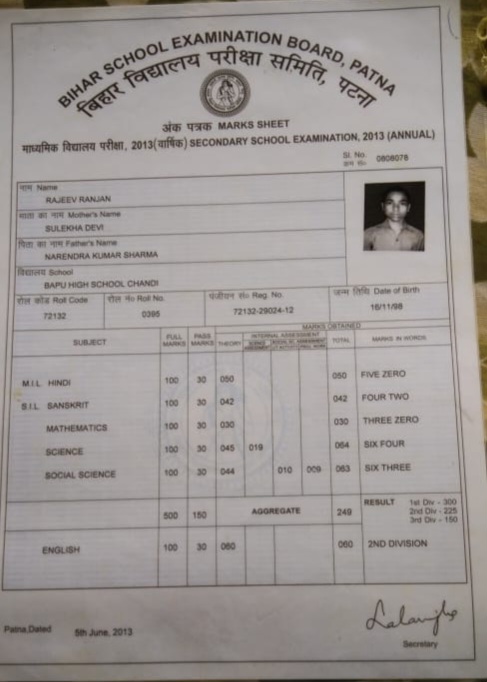 BIHAR SCHOOL EXAMINATION BOARD, PATNA
बिहार विद्यालय परीक्षा समिति, पटना
अंक पत्रक MARKS SHEET
माध्यमिक विद्यालय परीक्षा, 2013(वार्षिक) SECONDARY SCHOOL EXAMINATION, 2013 (ANNUAL)
Sl. No. 0808078
क्रम सं०
नाम Name
RAJEEV RANJAN
माता का नाम Mother's Name
SULEKHA DEVI
पिता का नाम Father's Name
NARENDRA KUMAR SHARMA
विद्यालय School
BAPU HIGH SCHOOL CHANDI
रोल कोड Roll Code रोल नं० Roll No. पंजीयन सं० Reg. No. जन्म तिथि Date of Birth
72132 0395 72132-29024-12 16/11/98
MARKS OBTAINED
SUBJECT FULL MARKS PASS MARKS THEORY INTERNAL ASSESSMENT TOTAL MARKS IN WORDS
M.I.L HINDI 100 30 050 050 FIVE ZERO
S.I.L SANSKRIT 100 30 042 042 FOUR TWO
MATHEMATICS 100 30 030 030 THREE ZERO
SCIENCE 100 30 045 019 064 SIX FOUR
SOCIAL SCIENCE 100 30 044 010 009 063 SIX THREE
500 150 AGGREGATE 249 RESULT 1st Div - 300
2nd Div - 225
3rd Div - 150
ENGLISH 100 30 060 060 2ND DIVISION
Patna,Dated 5th June, 2013
Secretary